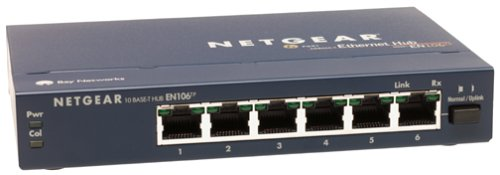 NETGEAR
Ethernet Hub
EN106TP
Bay Networks
NETGEAR 10 BASE-T HUB EN106TP
Link Rx
Pwr
Col
Normal / Uplink
1 2 3 4 5 6